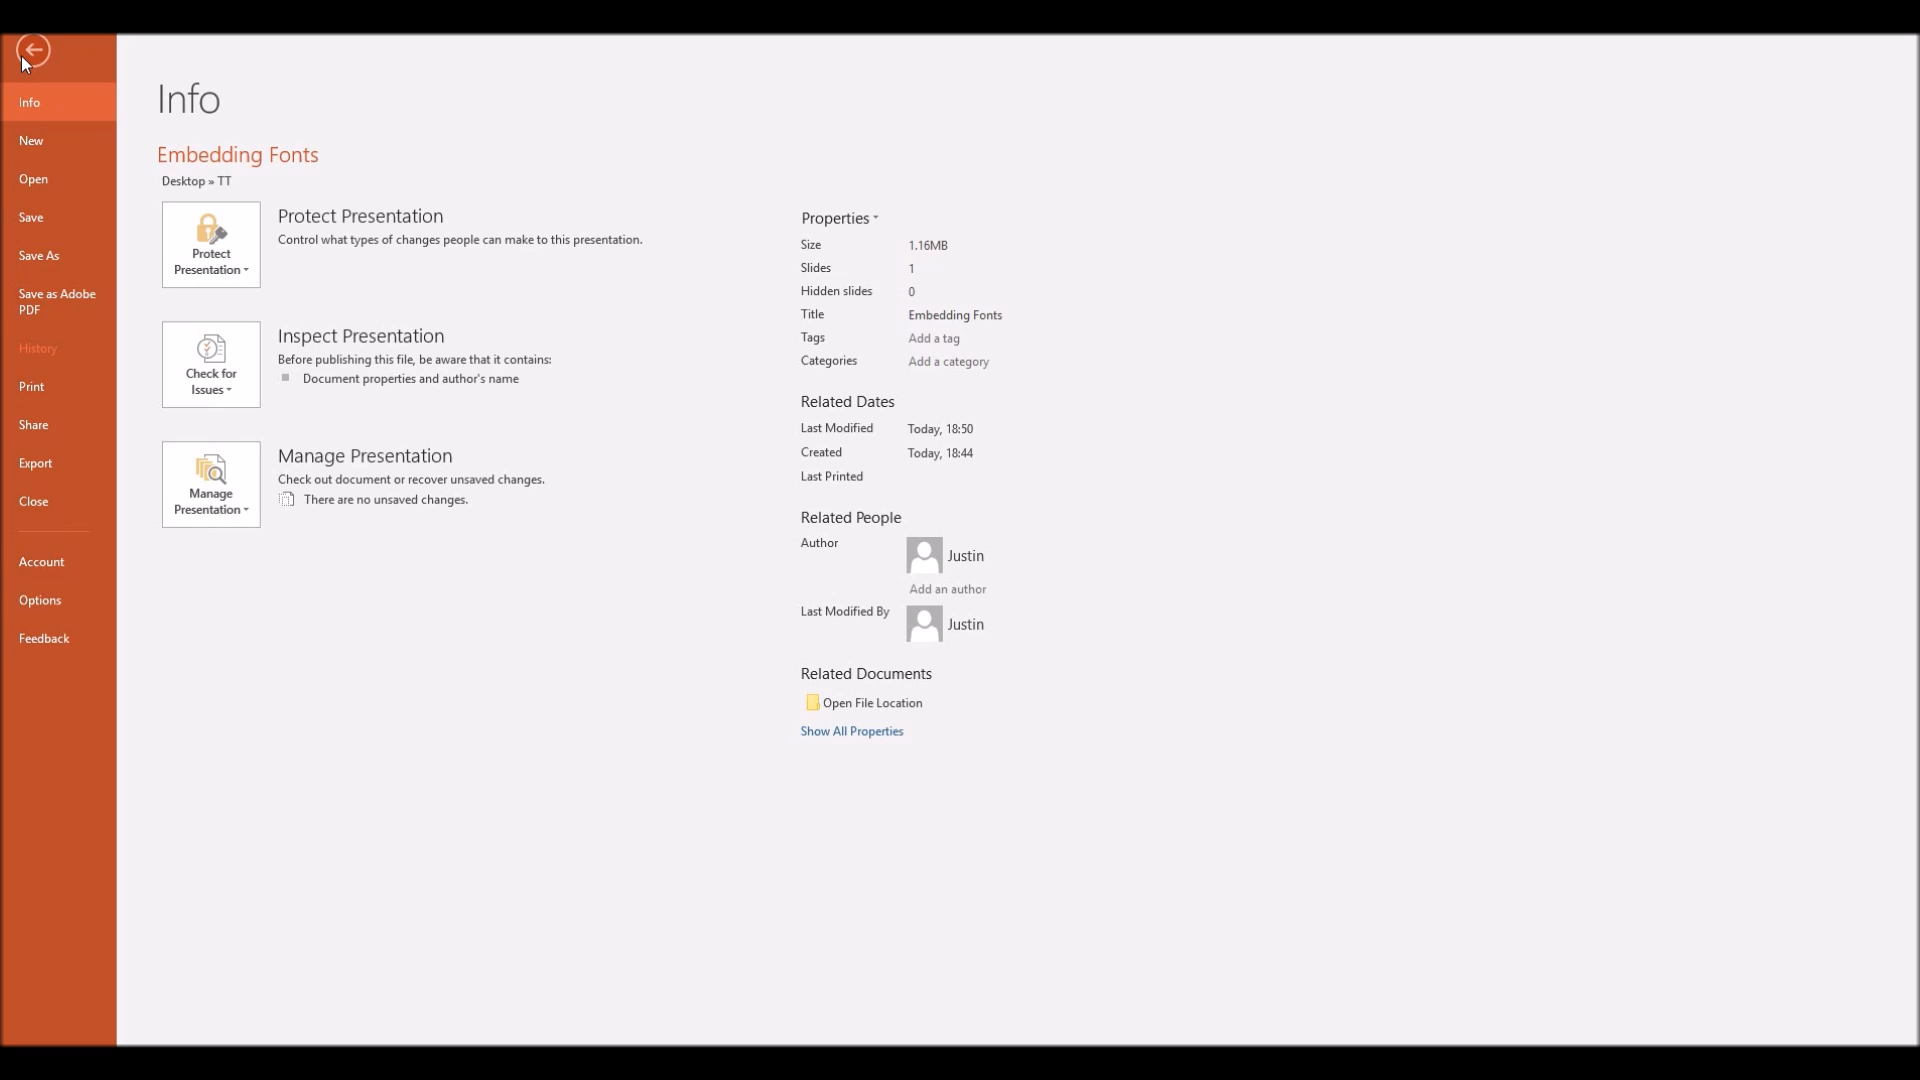 Info
New
Open
Save
Save As
Save as Adobe
PDF
History
Print
Share
Export
Close
Account
Options
Feedback
Info
Embedding Fonts
Desktop » TT
Protect
Presentation
Protect Presentation
Control what types of changes people can make to this presentation.
Check for
Issues
Inspect Presentation
Before publishing this file, be aware that it contains:
Document properties and author's name
Manage
Presentation
Manage Presentation
Check out document or recover unsaved changes.
There are no unsaved changes.
Properties
Size 1.16MB
Slides 1
Hidden slides 0
Title Embedding Fonts
Tags Add a tag
Categories Add a category
Related Dates
Last Modified Today, 18:50
Created Today, 18:44
Last Printed
Related People
Author Justin
Add an author
Last Modified By Justin
Related Documents
Open File Location
Show All Properties